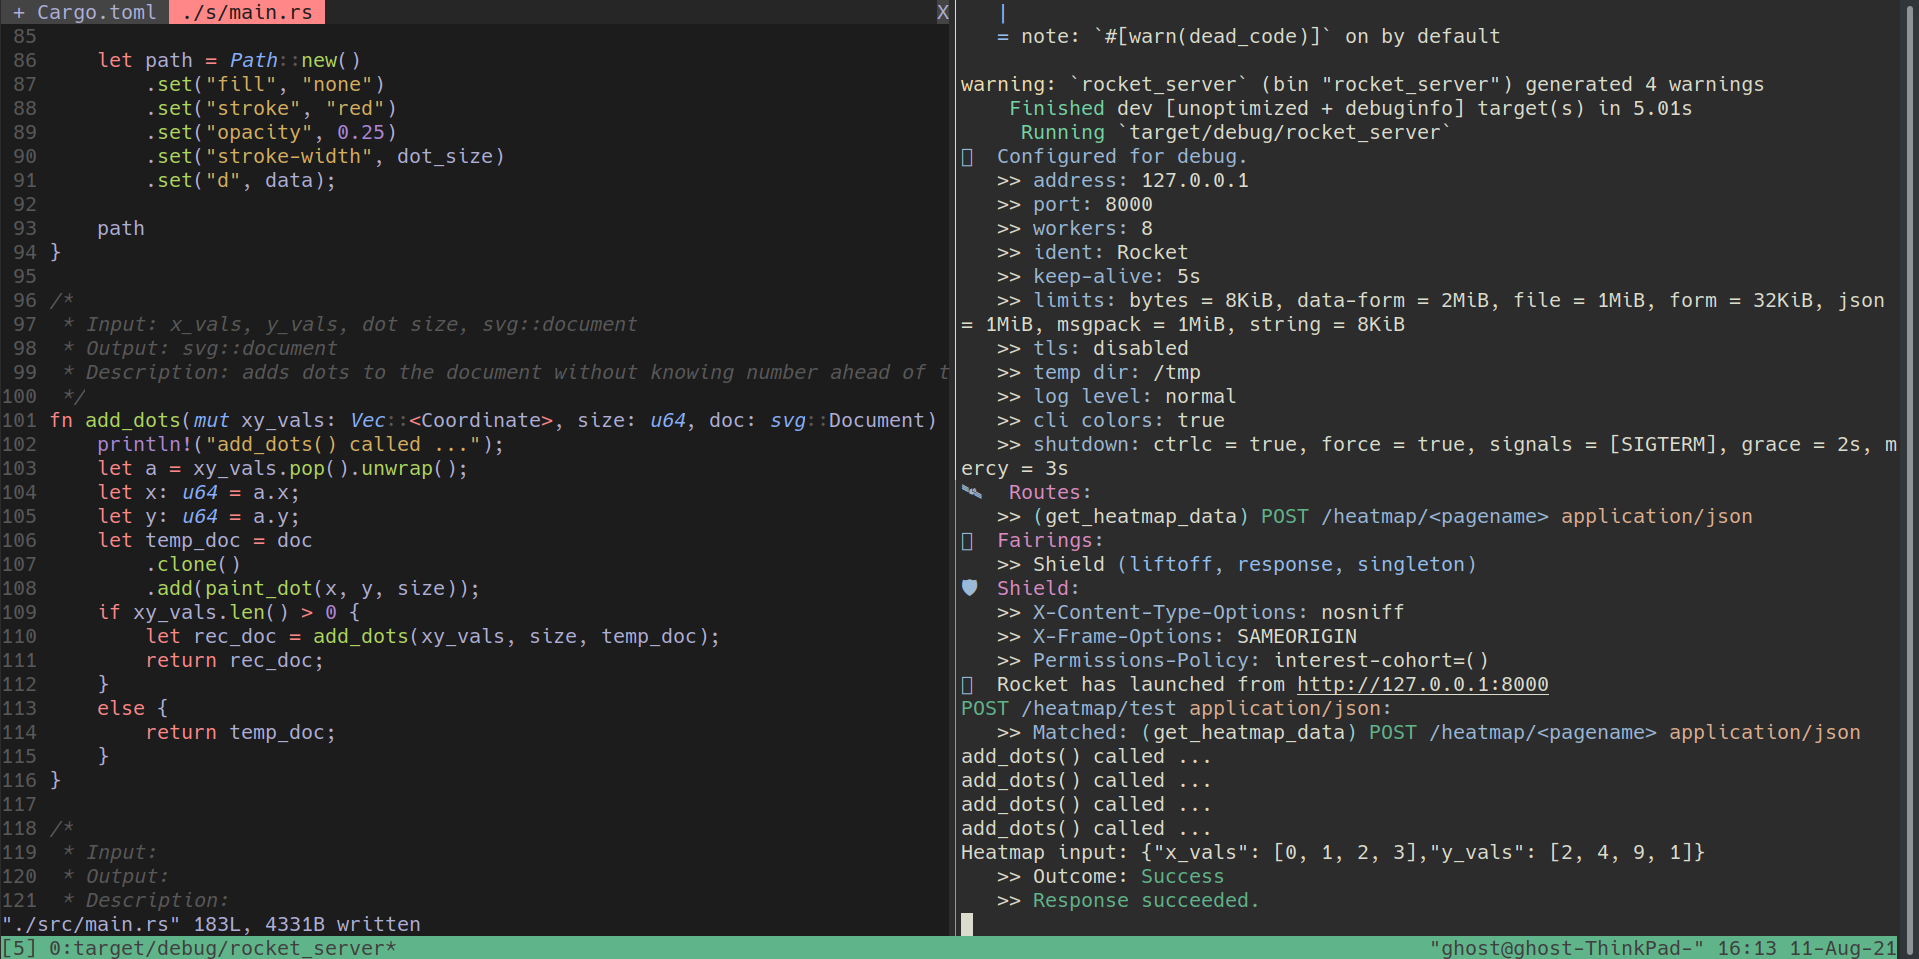 + Cargo.toml  ./s/main.rs  X
85
86     let path = Path::new()
87         .set("fill", "none")
88         .set("stroke", "red")
89         .set("opacity", 0.25)
90         .set("stroke-width", dot_size)
91         .set("d", data);
92
93     path
94 }
95
96 /*
97  * Input: x_vals, y_vals, dot size, svg::document
98  * Output: svg::document
99  * Description: adds dots to the document without knowing number ahead of t
100  */
101 fn add_dots(mut xy_vals: Vec::<Coordinate>, size: u64, doc: svg::Document)
102     println!("add_dots() called ...");
103     let a = xy_vals.pop().unwrap();
104     let x: u64 = a.x;
105     let y: u64 = a.y;
106     let temp_doc = doc
107         .clone()
108         .add(paint_dot(x, y, size));
109     if xy_vals.len() > 0 {
110         let rec_doc = add_dots(xy_vals, size, temp_doc);
111         return rec_doc;
112     }
113     else {
114         return temp_doc;
115     }
116 }
117
118 /*
119  * Input:
120  * Output:
121  * Description:
"./src/main.rs" 183L, 4331B written
   |
   = note: `#[warn(dead_code)]` on by default
warning: `rocket_server` (bin "rocket_server") generated 4 warnings
    Finished dev [unoptimized + debuginfo] target(s) in 5.01s
     Running `target/debug/rocket_server`
Configured for debug.
   >> address: 127.0.0.1
   >> port: 8000
   >> workers: 8
   >> ident: Rocket
   >> keep-alive: 5s
   >> limits: bytes = 8KiB, data-form = 2MiB, file = 1MiB, form = 32KiB, json
= 1MiB, msgpack = 1MiB, string = 8KiB
   >> tls: disabled
   >> temp dir: /tmp
   >> log level: normal
   >> cli colors: true
   >> shutdown: ctrlc = true, force = true, signals = [SIGTERM], grace = 2s, m
ercy = 3s
Routes:
   >> (get_heatmap_data) POST /heatmap/<pagename> application/json
Fairings:
   >> Shield (liftoff, response, singleton)
Shield:
   >> X-Content-Type-Options: nosniff
   >> X-Frame-Options: SAMEORIGIN
   >> Permissions-Policy: interest-cohort=()
Rocket has launched from http://127.0.0.1:8000
POST /heatmap/test application/json:
   >> Matched: (get_heatmap_data) POST /heatmap/<pagename> application/json
add_dots() called ...
add_dots() called ...
add_dots() called ...
add_dots() called ...
Heatmap input: {"x_vals": [0, 1, 2, 3],"y_vals": [2, 4, 9, 1]}
   >> Outcome: Success
   >> Response succeeded.
[5] 0:target/debug/rocket_server*  "ghost@ghost-ThinkPad-" 16:13 11-Aug-21